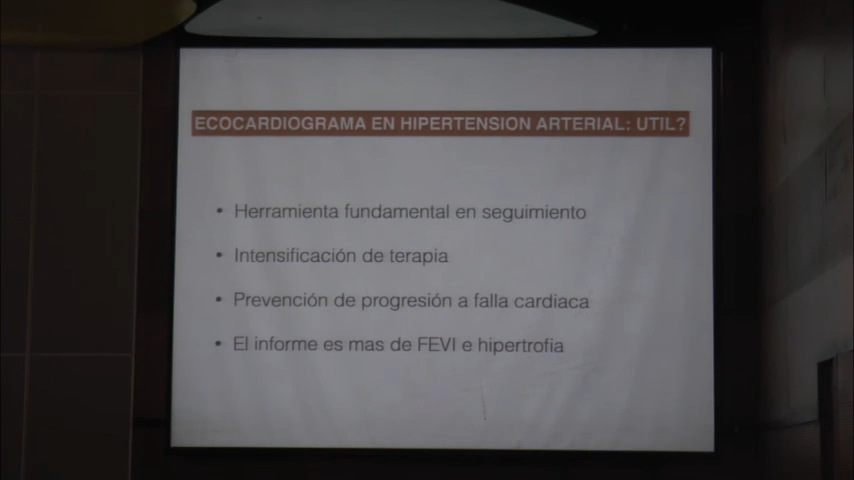 ECOCARDIOGRAMA EN HIPERTENSION ARTERIAL: UTIL?
• Herramienta fundamental en seguimiento
• Intensificación de terapia
• Prevención de progresión a falla cardiaca
• El informe es mas de FEVI e hipertrofia